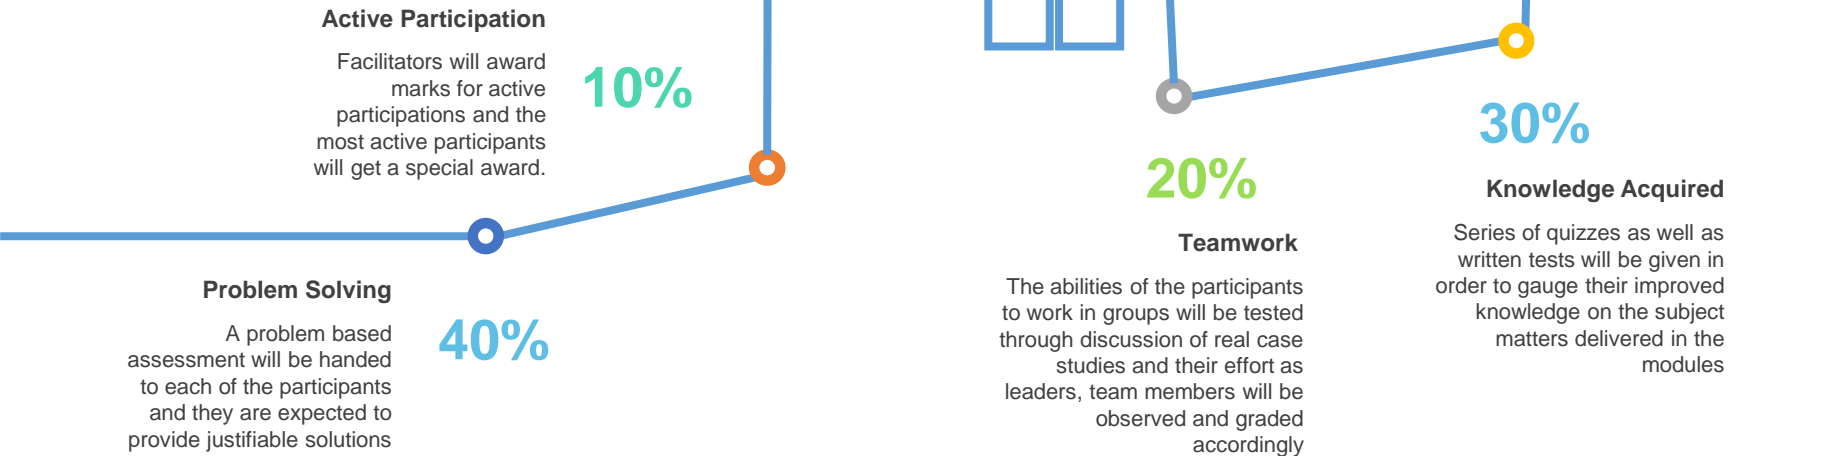 Active Participation
Facilitators will award
marks for active
participations and the
most active participants
will get a special award.
10%
Problem Solving
A problem based
assessment will be handed
to each of the participants
and they are expected to
provide justifiable solutions
40%
20%
Teamwork
The abilities of the participants
to work in groups will be tested
through discussion of real case
studies and their effort as
leaders, team members will be
observed and graded
accordingly
30%
Knowledge Acquired
Series of quizzes as well as
written tests will be given in
order to gauge their improved
knowledge on the subject
matters delivered in the
modules